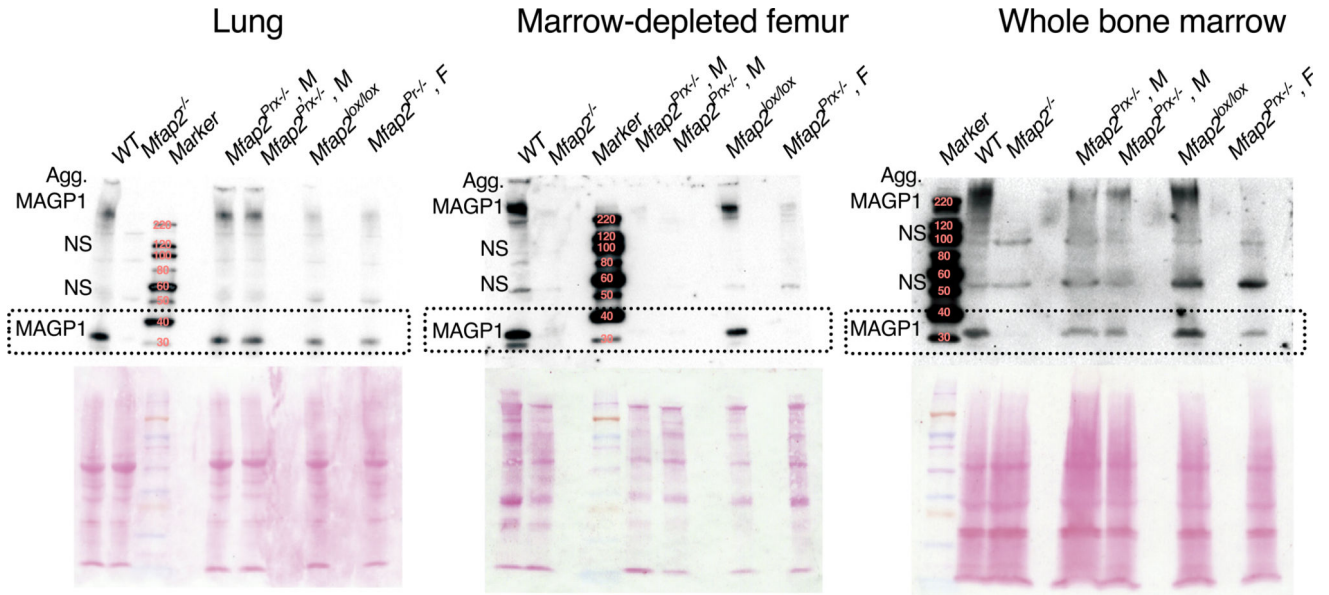 Lung
WT
Mfap2-/-
Marker
Mfap2Prx-/-, M
Mfap2Prx-/-, M
Mfap2lox/lox
Mfap2Pr-/-, F
Agg.
MAGP1
NS
NS
MAGP1
220
120
100
80
60
50
40
30
Marrow-depleted femur
WT
Mfap2-/-
Marker
Mfap2Prx-/-, M
Mfap2Prx-/-, M
Mfap2lox/lox
Mfap2Prx-/-, F
Agg.
MAGP1
NS
NS
MAGP1
220
120
100
80
60
50
40
30
Whole bone marrow
Marker
WT
Mfap2-/-
Mfap2Prx-/-, M
Mfap2Prx-/-, M
Mfap2lox/lox
Mfap2Prx-/-, F
Agg.
MAGP1
NS
NS
MAGP1
220
120
100
80
60
50
40
30